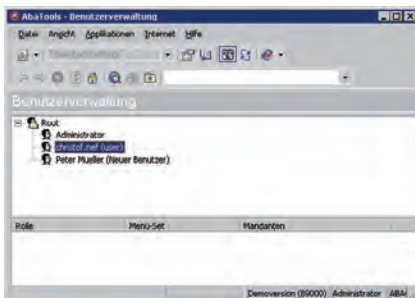 AbaTools - Benutzerverwaltung
Datei Ansicht Applikationen Internet Hilfe
Benutzerverwaltung
Benutzerverwaltung
Root
Administrator
christof.nef (user)
Peter Mueller (Neuer Benutzer)
Rolle Menü-Set Mandanten
Demoversion (89000) Administrator